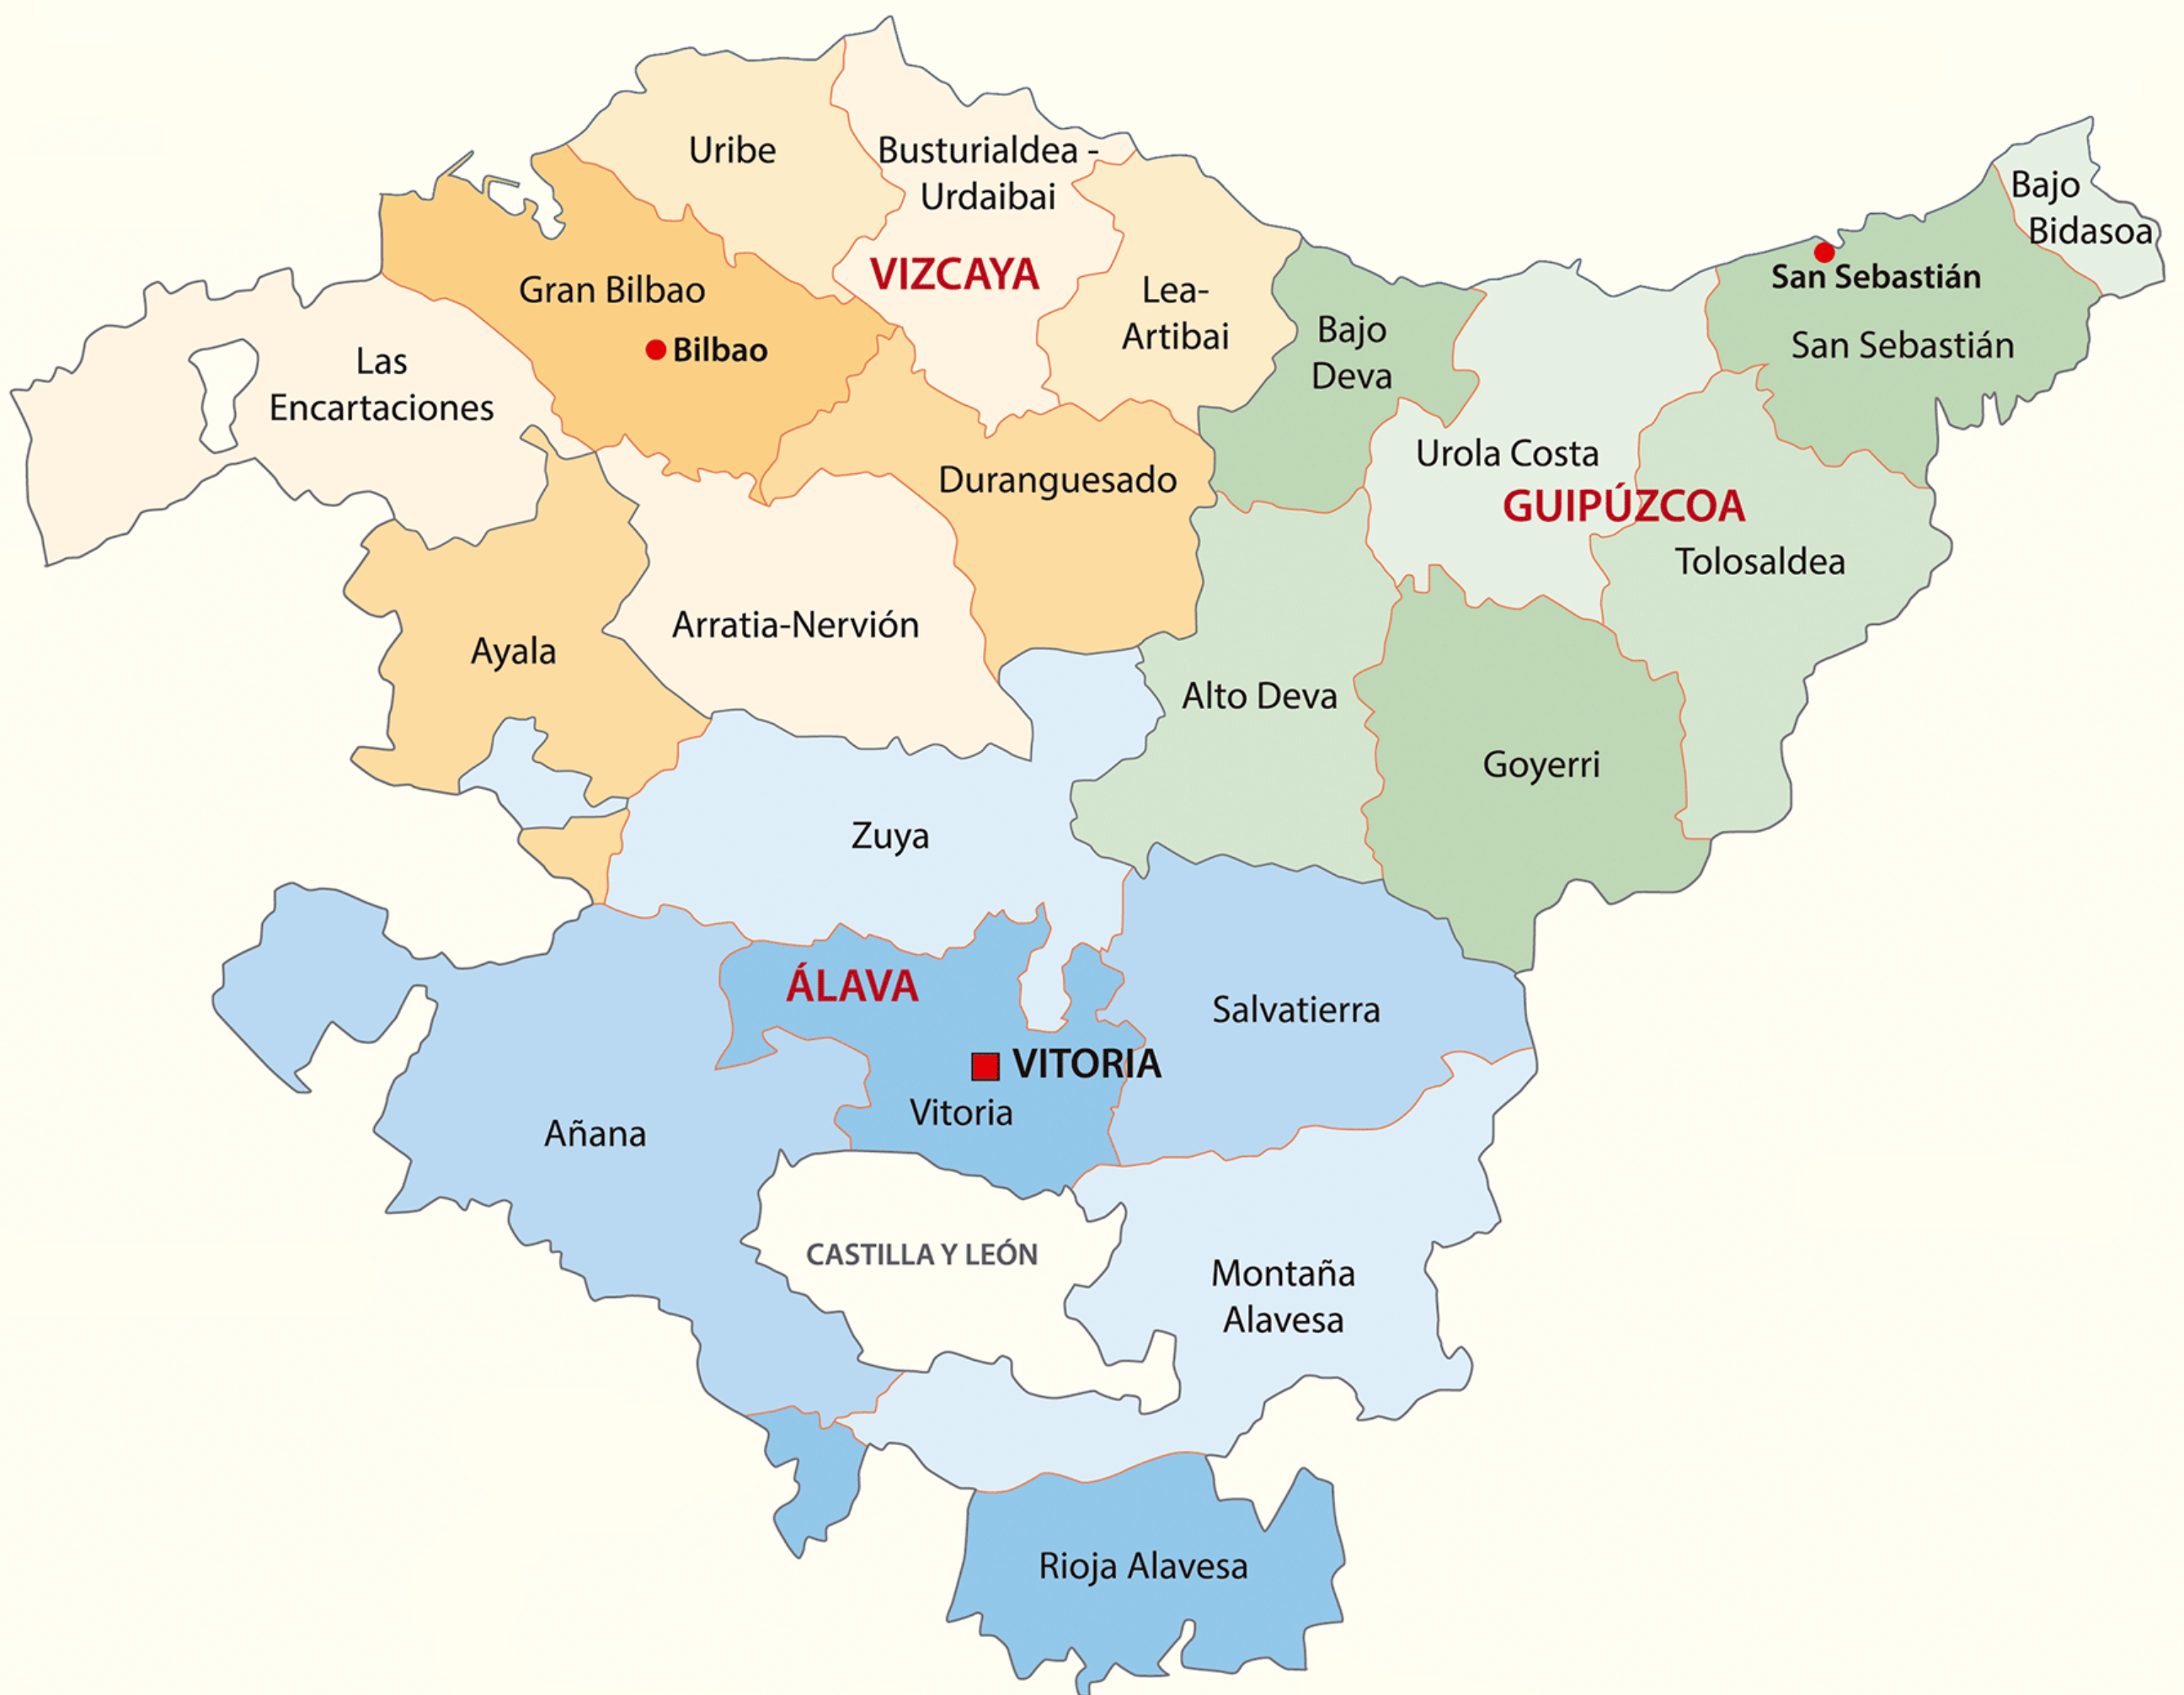 Uribe
Busturialdea -
Urdaibai
VIZCAYA
Gran Bilbao
Bilbao
Lea-
Artibai
Las
Encartaciones
Duranguesado
Arratia-Nervión
Ayala
Bajo
Bidasoa
San Sebastián
San Sebastián
Bajo
Deva
Urola Costa
GUIPÚZCOA
Tolosaldea
Alto Deva
Goyerri
Zuya
ÁLAVA
Salvatierra
VITORIA
Vitoria
Añana
CASTILLA Y LEÓN
Montaña
Alavesa
Rioja Alavesa